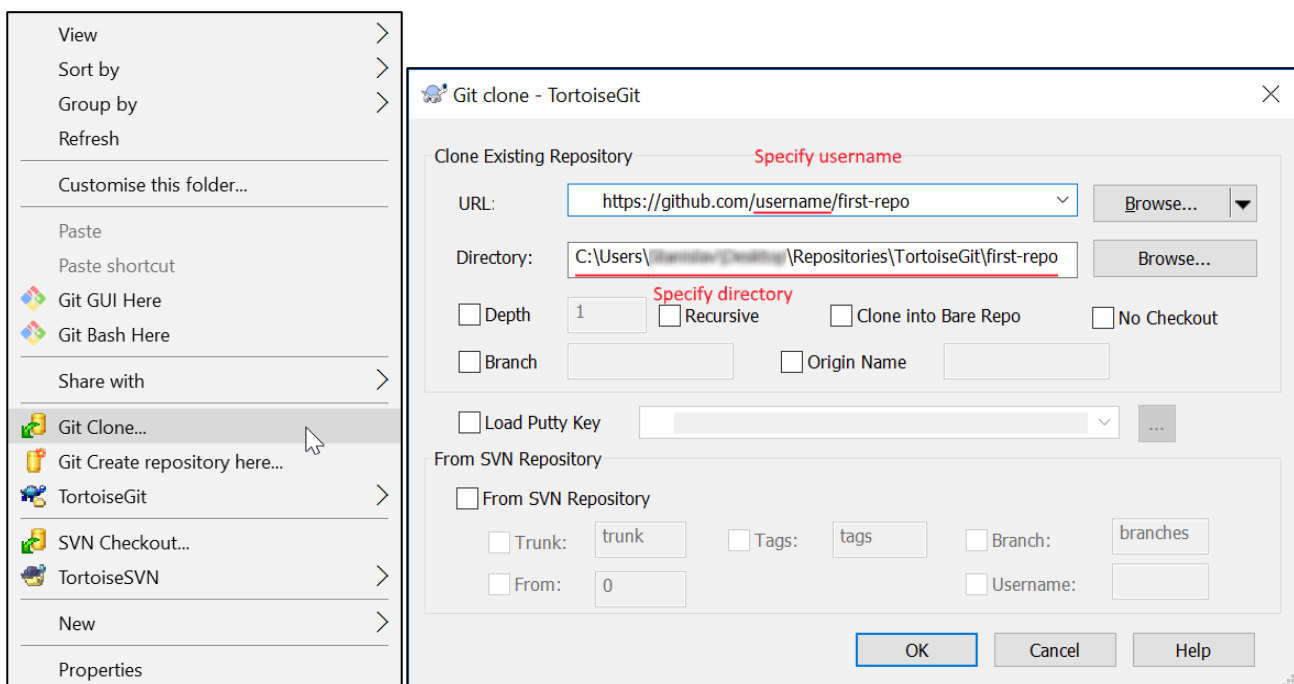 View
Sort by
Group by
Refresh
Customise this folder...
Paste
Paste shortcut
Git GUI Here
Git Bash Here
Share with
Git Clone...
Git Create repository here...
TortoiseGit
SVN Checkout...
TortoiseSVN
New
Properties
Git clone - TortoiseGit
Clone Existing Repository
Specify username
URL: https://github.com/username/first-repo Browse...
Directory: C:\Users\ \Repositories\TortoiseGit\first-repo Browse...
Specify directory
Depth 1 Recursive Clone into Bare Repo No Checkout
Branch Origin Name
Load Putty Key ...
From SVN Repository
From SVN Repository
Trunk: trunk Tags: tags Branch: branches
From: 0 Username:
OK Cancel Help